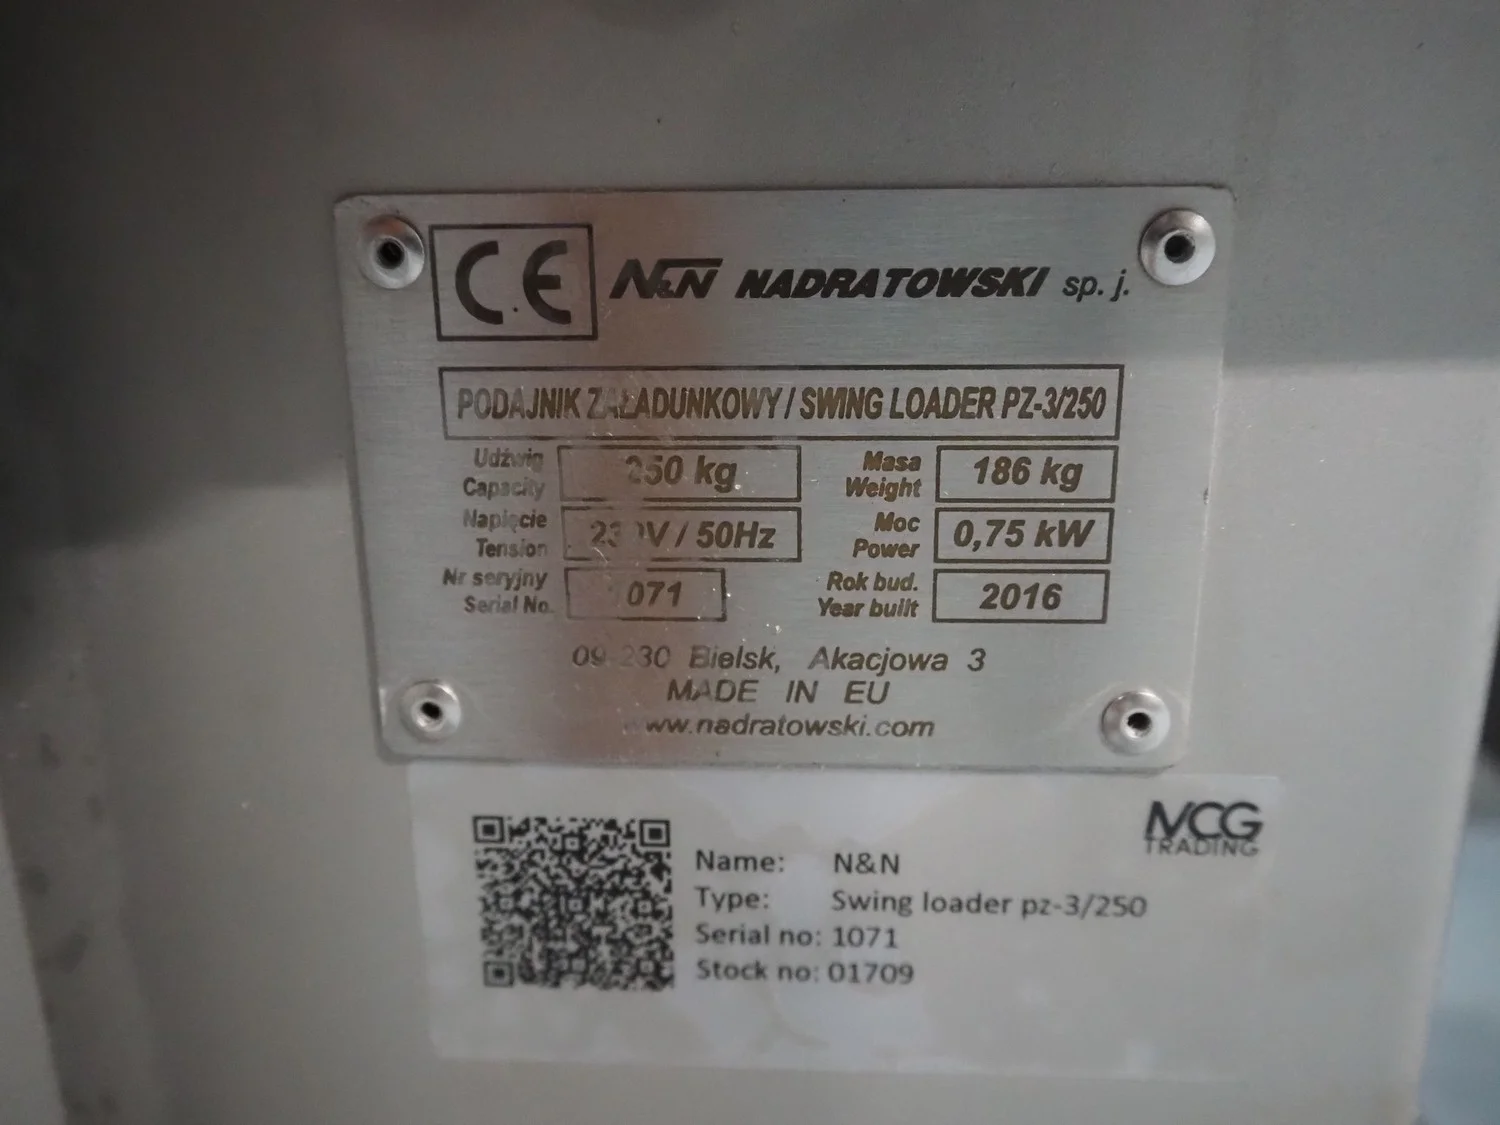 CE N&N NADRATOWSKI sp. j.
PODAJNIK ZAŁADUNKOWY / SWING LOADER PZ-3/250
Udźwig
Capacity
250 kg
Masa
Weight
186 kg
Napięcie
Tension
230V / 50Hz
Moc
Power
0,75 kW
Nr seryjny
Serial No.
1071
Rok bud.
Year built
2016
09-230 Bielsk, Akacjowa 3
MADE IN EU
www.nadratowski.com
MCG
TRADING
Name: N&N
Type: Swing loader pz-3/250
Serial no: 1071
Stock no: 01709